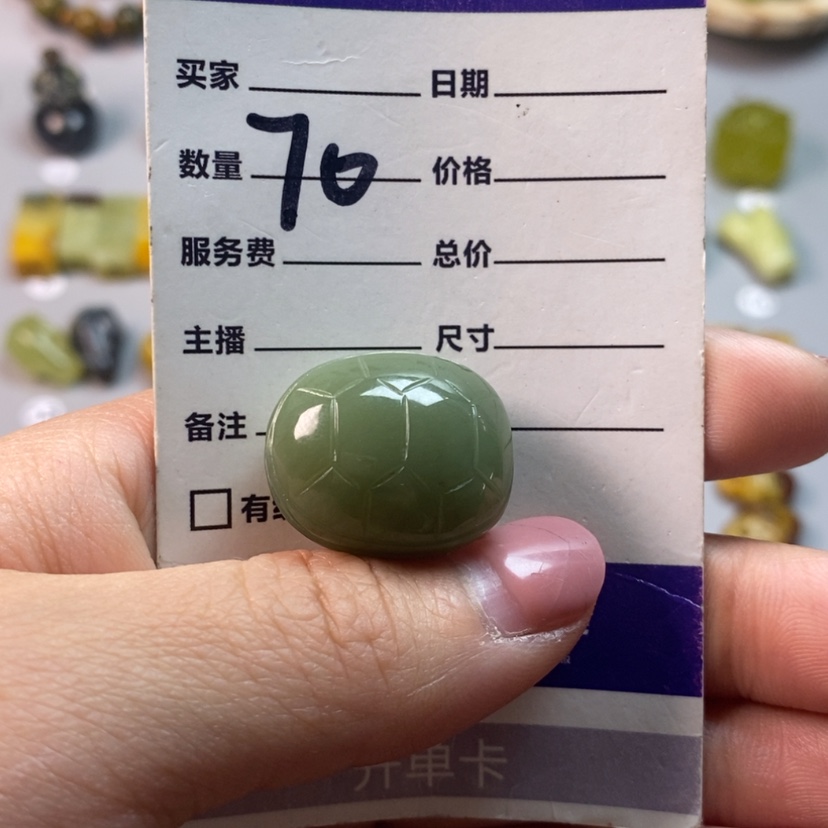 买家 日期
数量 70 价格
服务费 总价
主播 尺寸
备注
有
开单卡